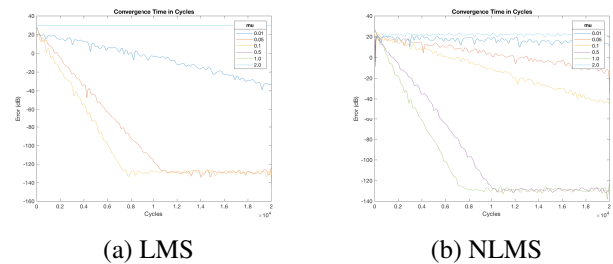 Convergence Time in Cycles
mu
0.01
0.05
0.1
0.5
1.0
2.0
Error (dB)
40
20
0
-20
-40
-60
-80
-100
-120
-140
0 0.2 0.4 0.6 0.8 1 1.2 1.4 1.6 1.8 2
Cycles
×10⁴
(a) LMS
Convergence Time in Cycles
mu
0.01
0.05
0.1
0.5
1.0
2.0
Error (dB)
40
20
0
-20
-40
-60
-80
-100
-120
-140
-160
0 0.2 0.4 0.6 0.8 1 1.2 1.4 1.6 1.8 2
Cycles
×10⁴
(b) NLMS